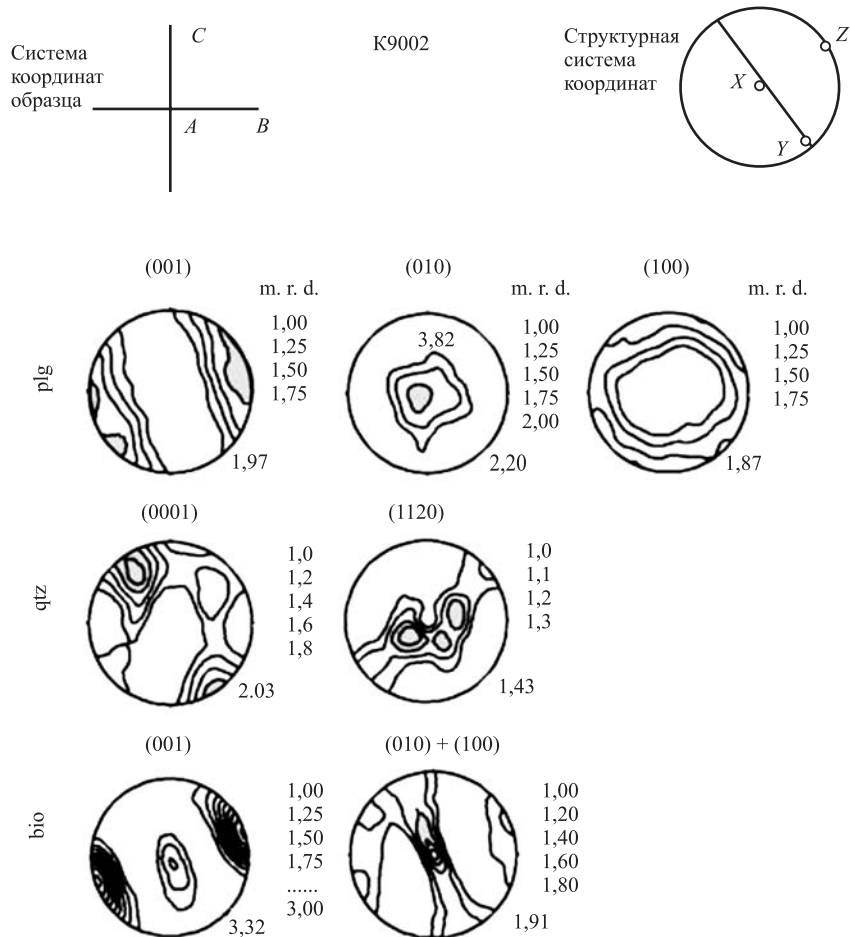 Система
координат
образца
C
A
B
К9002
Структурная
система
координат
X
Y
Z
plg
(001)
m. r. d.
1,00
1,25
1,50
1,75
1,97
(010)
m. r. d.
3,82
1,00
1,25
1,50
1,75
2,00
2,20
(100)
m. r. d.
1,00
1,25
1,50
1,75
1,87
qtz
(0001)
1,0
1,2
1,4
1,6
1,8
2.03
(1120)
1,0
1,1
1,2
1,3
1,43
bio
(001)
1,00
1,25
1,50
1,75
......
3,00
3,32
(010) + (100)
1,00
1,20
1,40
1,60
1,80
1,91